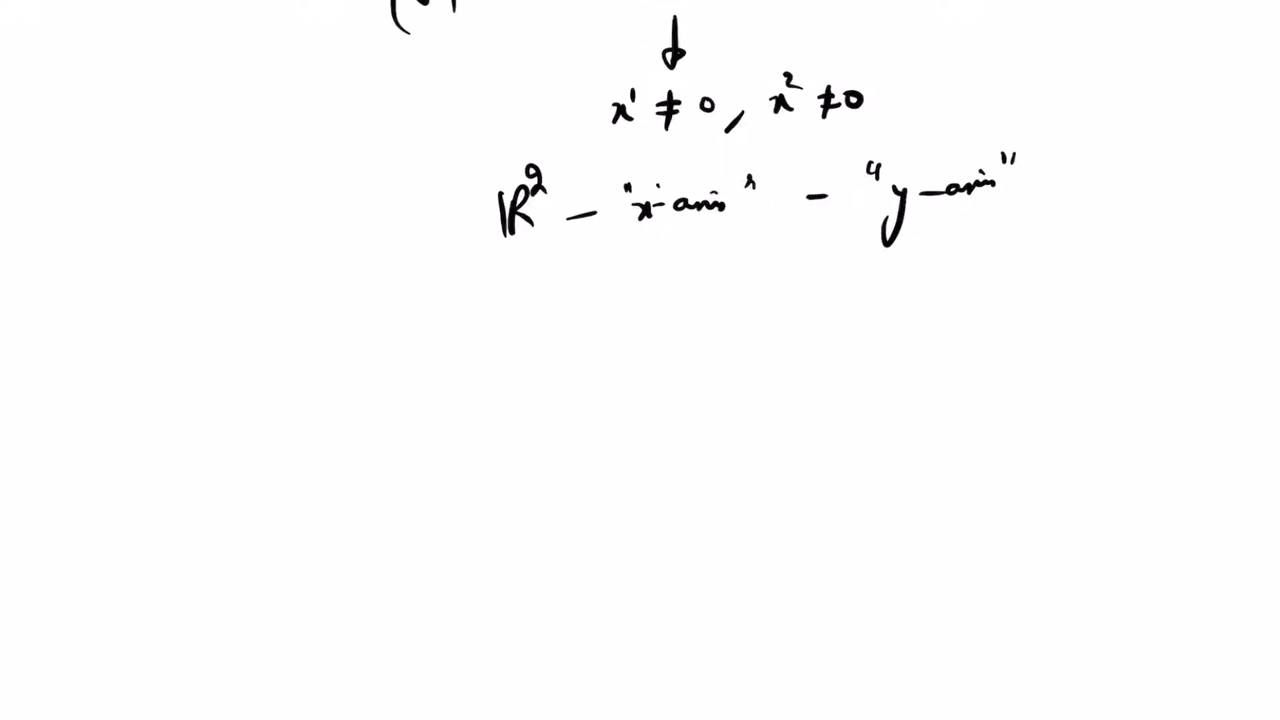 x¹ ≠ 0, x² ≠ 0
ℝ² - "x-axis" - "y-axis"